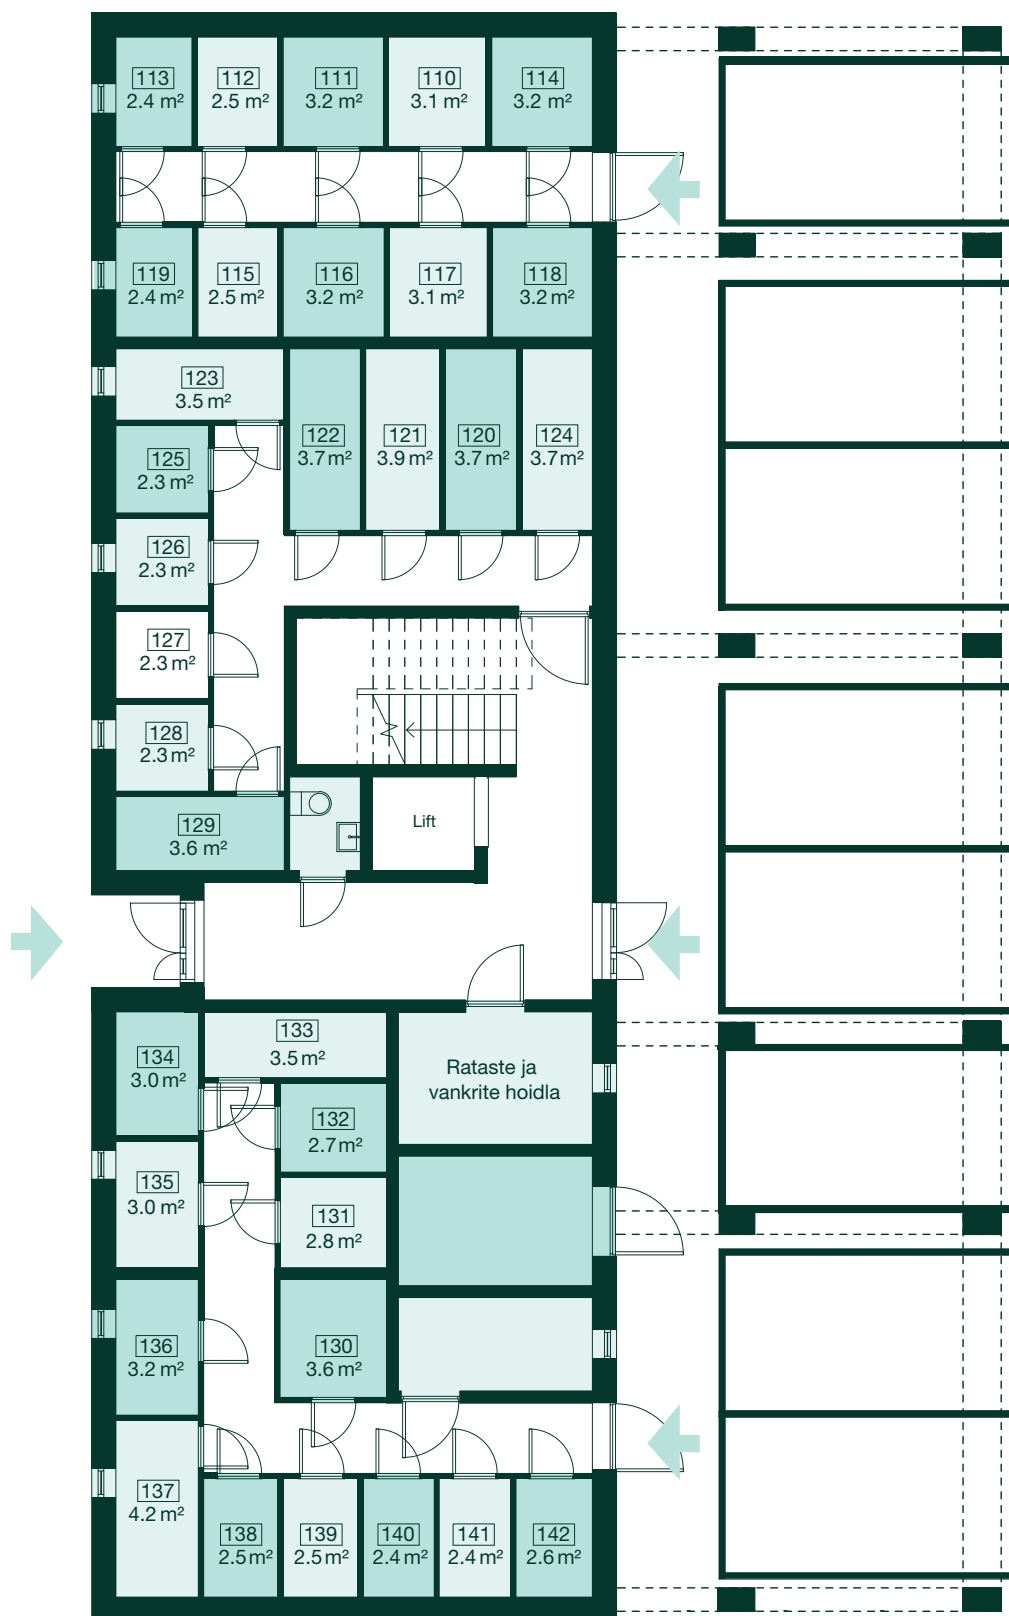 113
2.4 m²
112
2.5 m²
111
3.2 m²
110
3.1 m²
114
3.2 m²
119
2.4 m²
115
2.5 m²
116
3.2 m²
117
3.1 m²
118
3.2 m²
123
3.5 m²
122
3.7 m²
121
3.9 m²
120
3.7 m²
124
3.7 m²
125
2.3 m²
126
2.3 m²
127
2.3 m²
128
2.3 m²
129
3.6 m²
Lift
134
3.0 m²
133
3.5 m²
Rataste ja
vankrite hoidla
132
2.7 m²
135
3.0 m²
131
2.8 m²
136
3.2 m²
130
3.6 m²
137
4.2 m²
138
2.5 m²
139
2.5 m²
140
2.4 m²
141
2.4 m²
142
2.6 m²